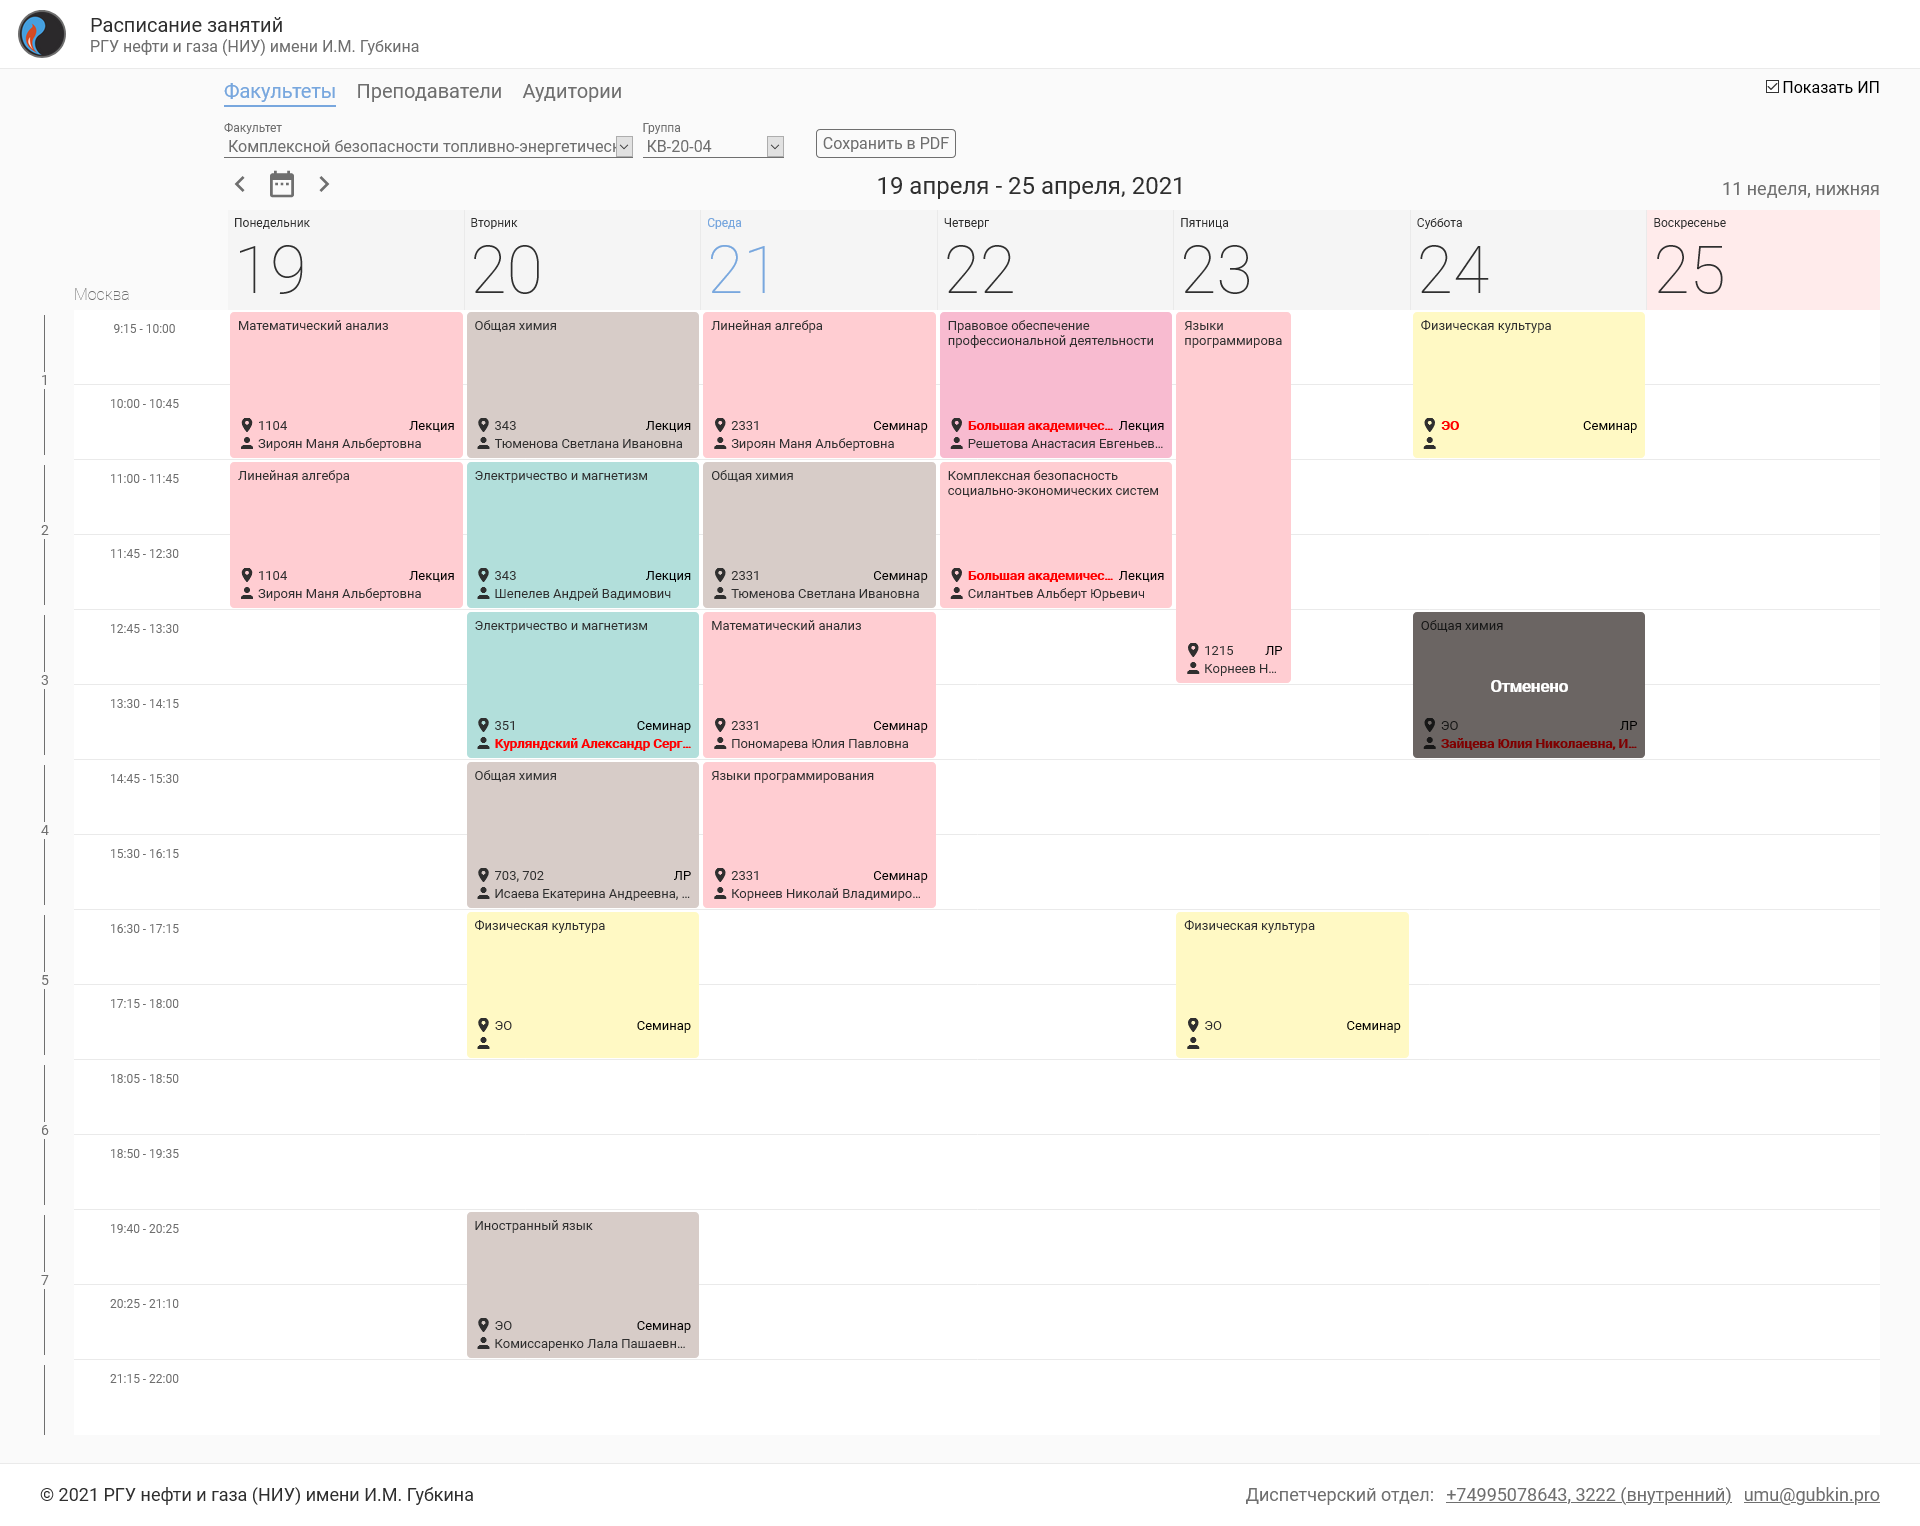 Расписание занятий
РГУ нефти и газа (НИУ) имени И.М. Губкина
Факультеты Преподаватели Аудитории
Показать ИП
Факультет
Комплексной безопасности топливно-энергетическ
Группа
КВ-20-04
Сохранить в PDF
19 апреля - 25 апреля, 2021
11 неделя, нижняя
Москва
Понедельник
19
Вторник
20
Среда
21
Четверг
22
Пятница
23
Суббота
24
Воскресенье
25
1
9:15 - 10:00
10:00 - 10:45
2
11:00 - 11:45
11:45 - 12:30
3
12:45 - 13:30
13:30 - 14:15
4
14:45 - 15:30
15:30 - 16:15
5
16:30 - 17:15
17:15 - 18:00
6
18:05 - 18:50
18:50 - 19:35
7
19:40 - 20:25
20:25 - 21:10
21:15 - 22:00
Математический анализ
1104 Лекция
Зироян Маня Альбертовна
Линейная алгебра
1104 Лекция
Зироян Маня Альбертовна
Общая химия
343 Лекция
Тюменова Светлана Ивановна
Электричество и магнетизм
343 Лекция
Шепелев Андрей Вадимович
Электричество и магнетизм
351 Семинар
Курляндский Александр Серг...
Общая химия
703, 702 ЛР
Исаева Екатерина Андреевна, ...
Физическая культура
ЭО Семинар
Иностранный язык
ЭО Семинар
Комиссаренко Лала Пашаевн...
Линейная алгебра
2331 Семинар
Зироян Маня Альбертовна
Общая химия
2331 Семинар
Тюменова Светлана Ивановна
Математический анализ
2331 Семинар
Пономарева Юлия Павловна
Языки программирования
2331 Семинар
Корнеев Николай Владимиро...
Правовое обеспечение
профессиональной деятельности
Большая академичес... Лекция
Решетова Анастасия Евгеньев...
Комплексная безопасность
социально-экономических систем
Большая академичес... Лекция
Силантьев Альберт Юрьевич
Языки
программирова
1215 ЛР
Корнеев Н...
Физическая культура
ЭО Семинар
Физическая культура
ЭО Семинар
Общая химия
Отменено
ЭО ЛР
Зайцева Юлия Николаевна, И...
© 2021 РГУ нефти и газа (НИУ) имени И.М. Губкина
Диспетчерский отдел: +74995078643, 3222 (внутренний) umu@gubkin.pro